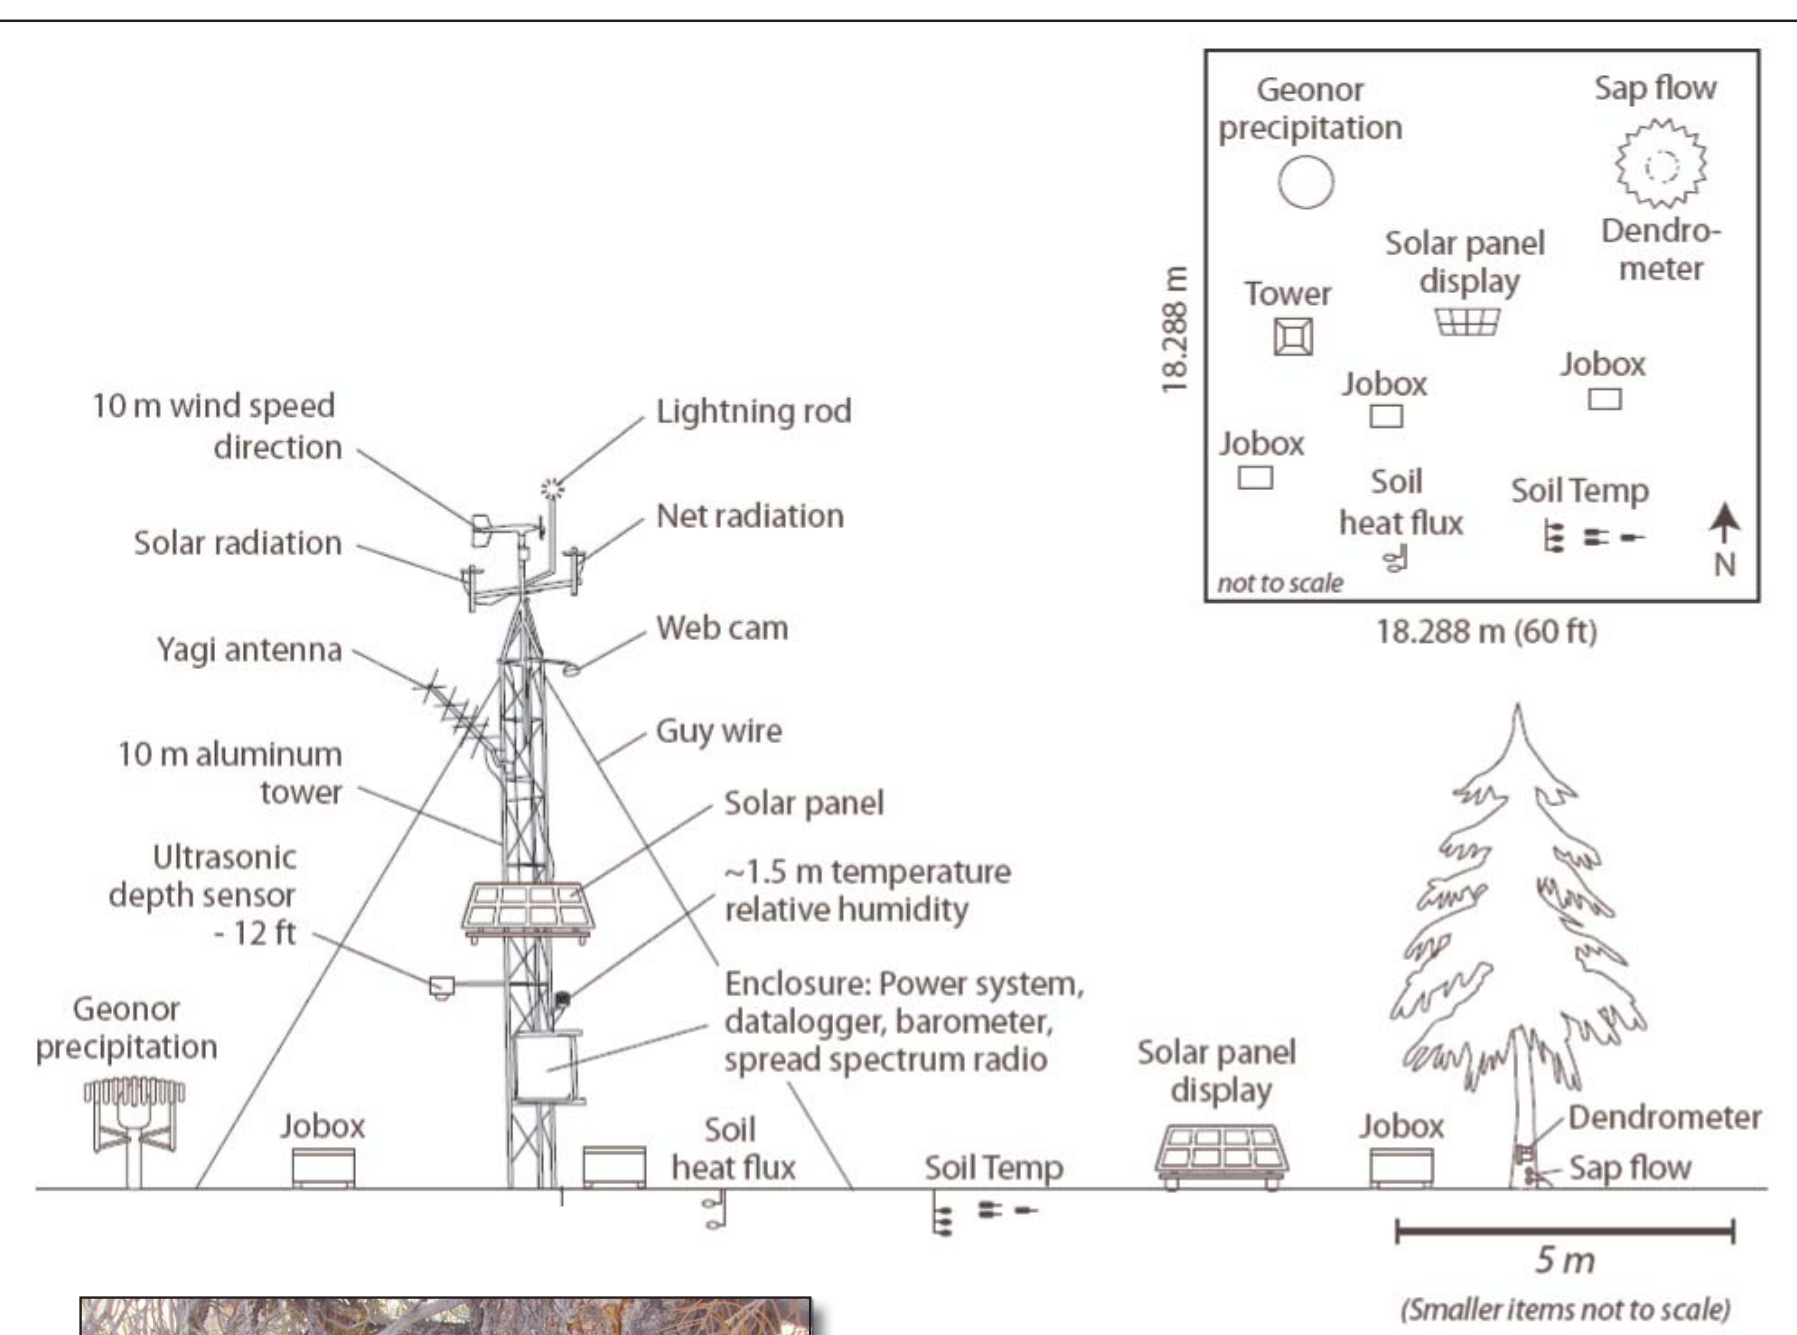 Geonor
precipitation
Sap flow
Dendro-
meter
Solar panel
display
Tower
Jobox
Jobox
Jobox
Soil
heat flux
Soil Temp
N
not to scale
18.288 m
18.288 m (60 ft)
10 m wind speed
direction
Lightning rod
Solar radiation
Net radiation
Yagi antenna
Web cam
10 m aluminum
tower
Guy wire
Solar panel
Ultrasonic
depth sensor
- 12 ft
~1.5 m temperature
relative humidity
Enclosure: Power system,
datalogger, barometer,
spread spectrum radio
Geonor
precipitation
Jobox
Soil
heat flux
Soil Temp
Solar panel
display
Jobox
Dendrometer
Sap flow
5 m
(Smaller items not to scale)